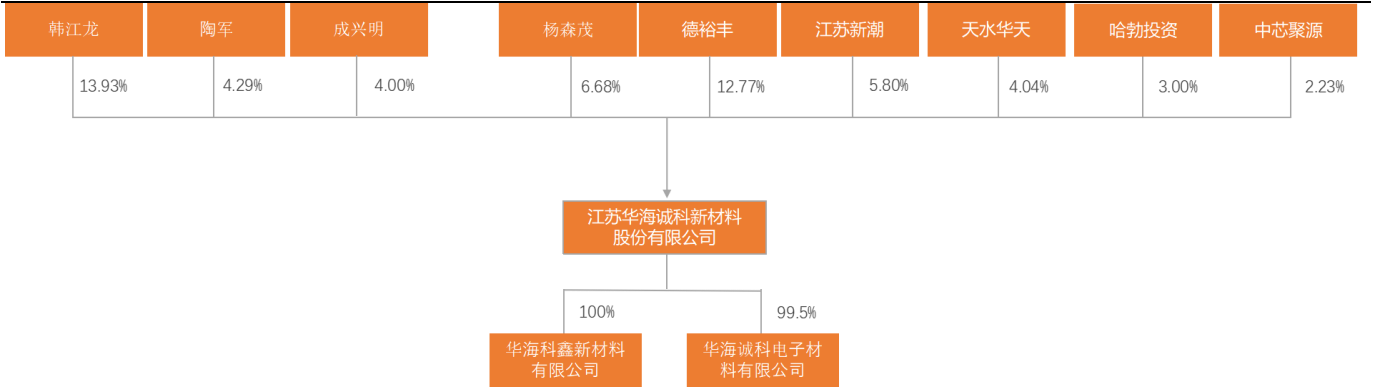 韩江龙
陶军
成兴明
杨森茂
德裕丰
江苏新潮
天水华天
哈勃投资
中芯聚源
13.93%
4.29%
4.00%
6.68%
12.77%
5.80%
4.04%
3.00%
2.23%
江苏华海诚科新材料
股份有限公司
100%
99.5%
华海科鑫新材料
有限公司
华海诚科电子材
料有限公司